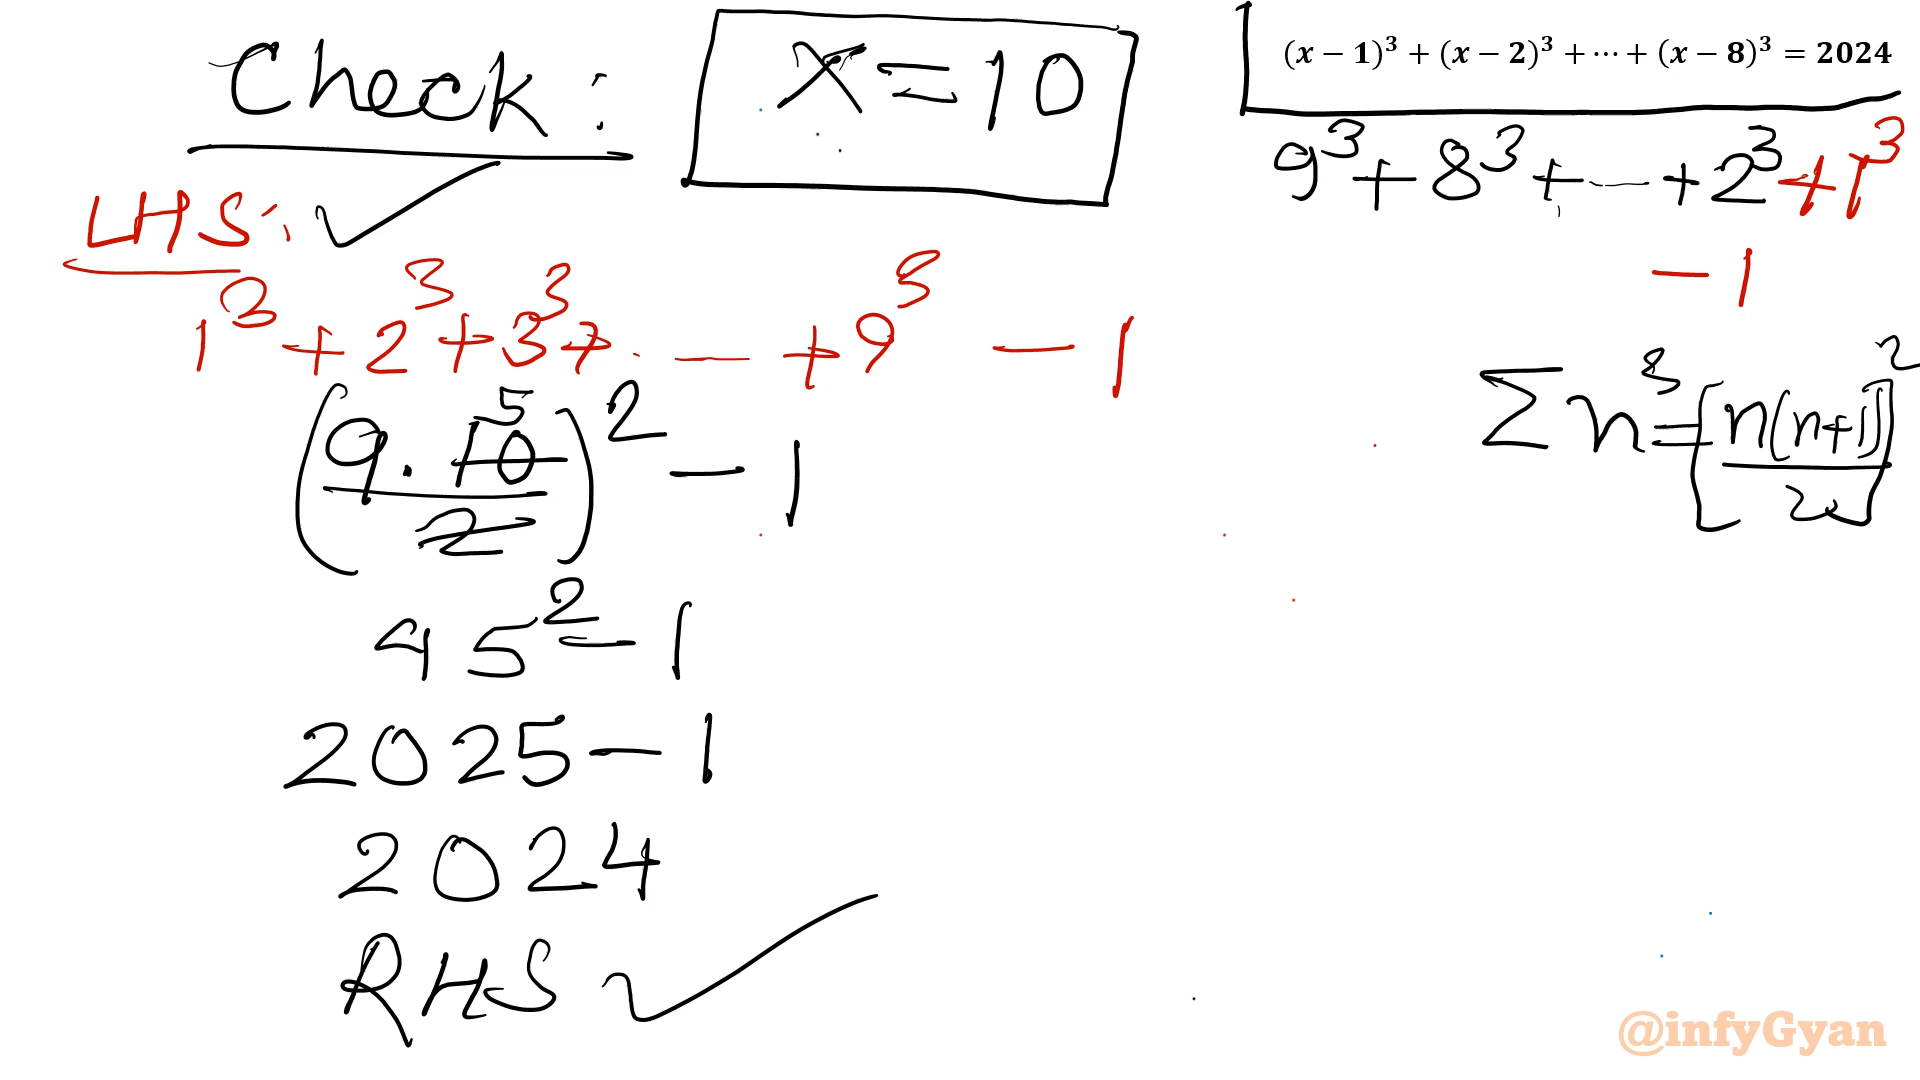 Check:
x = 10
(x − 1)³ + (x − 2)³ + ⋯ + (x − 8)³ = 2024
9³ + 8³ + ... + 2³ + 1³
− 1
LHS: ✓
1³ + 2³ + 3³ + ... + 9³ − 1
Σn³ = [n(n+1)/2]²
(9 · 10/2)² − 1
5
45² − 1
2025 − 1
2024
RHS ✓
@infyGyan